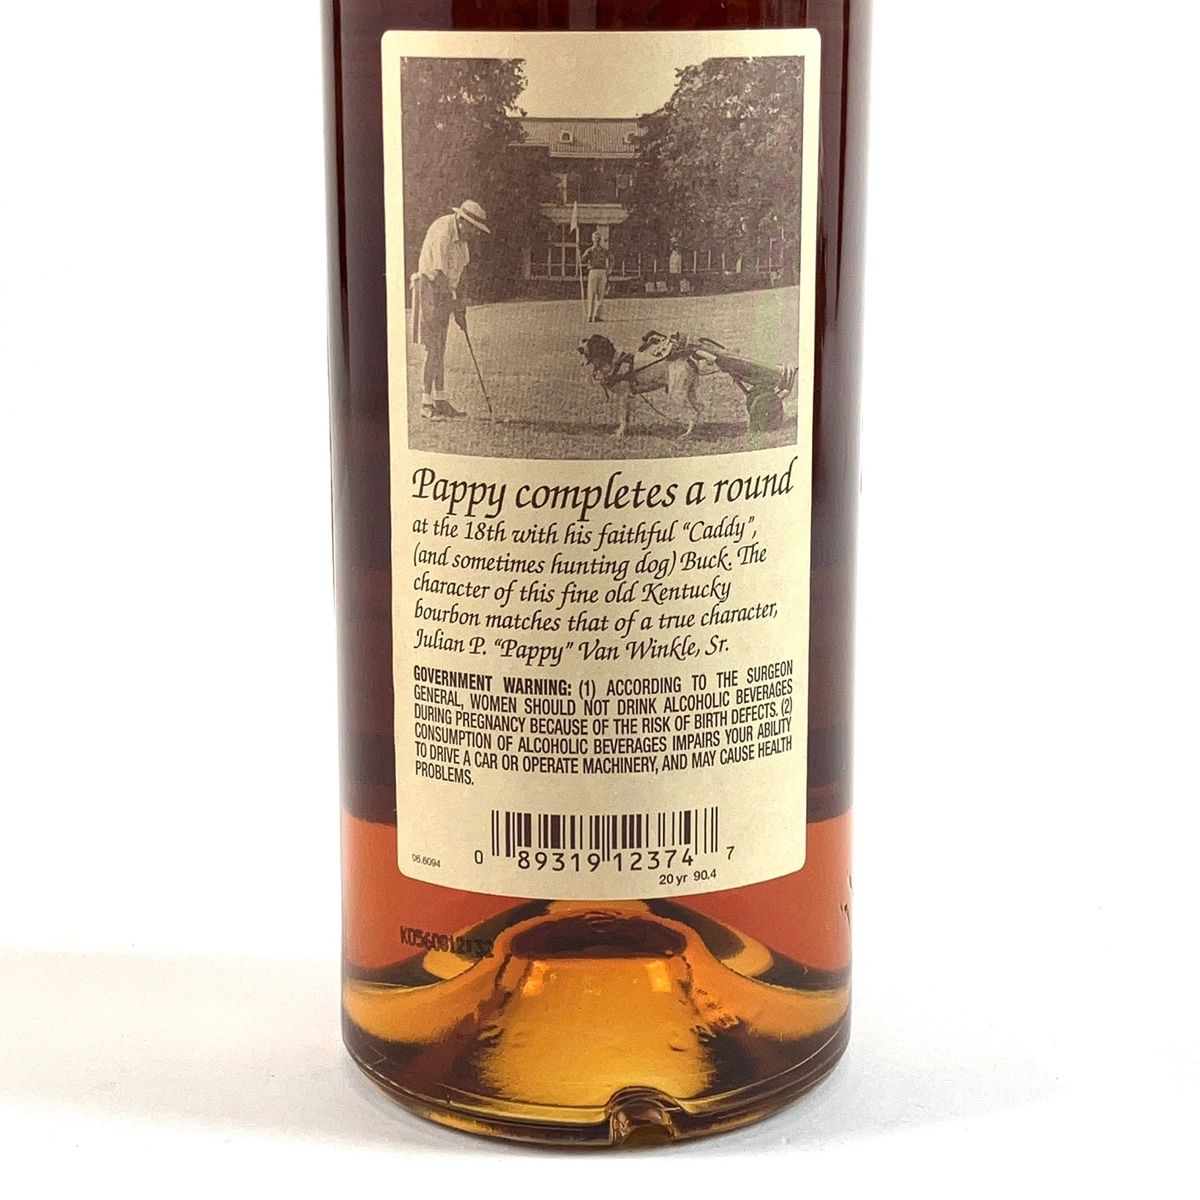 Pappy completes a round
at the 18th with his faithful “Caddy”,
(and sometimes hunting dog) Buck. The
character of this fine old Kentucky
bourbon matches that of a true character,
Julian P. “Pappy” Van Winkle, Sr.
GOVERNMENT WARNING: (1) ACCORDING TO THE SURGEON
GENERAL, WOMEN SHOULD NOT DRINK ALCOHOLIC BEVERAGES
DURING PREGNANCY BECAUSE OF THE RISK OF BIRTH DEFECTS. (2)
CONSUMPTION OF ALCOHOLIC BEVERAGES IMPAIRS YOUR ABILITY
TO DRIVE A CAR OR OPERATE MACHINERY, AND MAY CAUSE HEALTH
PROBLEMS.
06.6094
0 89319 12374 7
20 yr 90.4